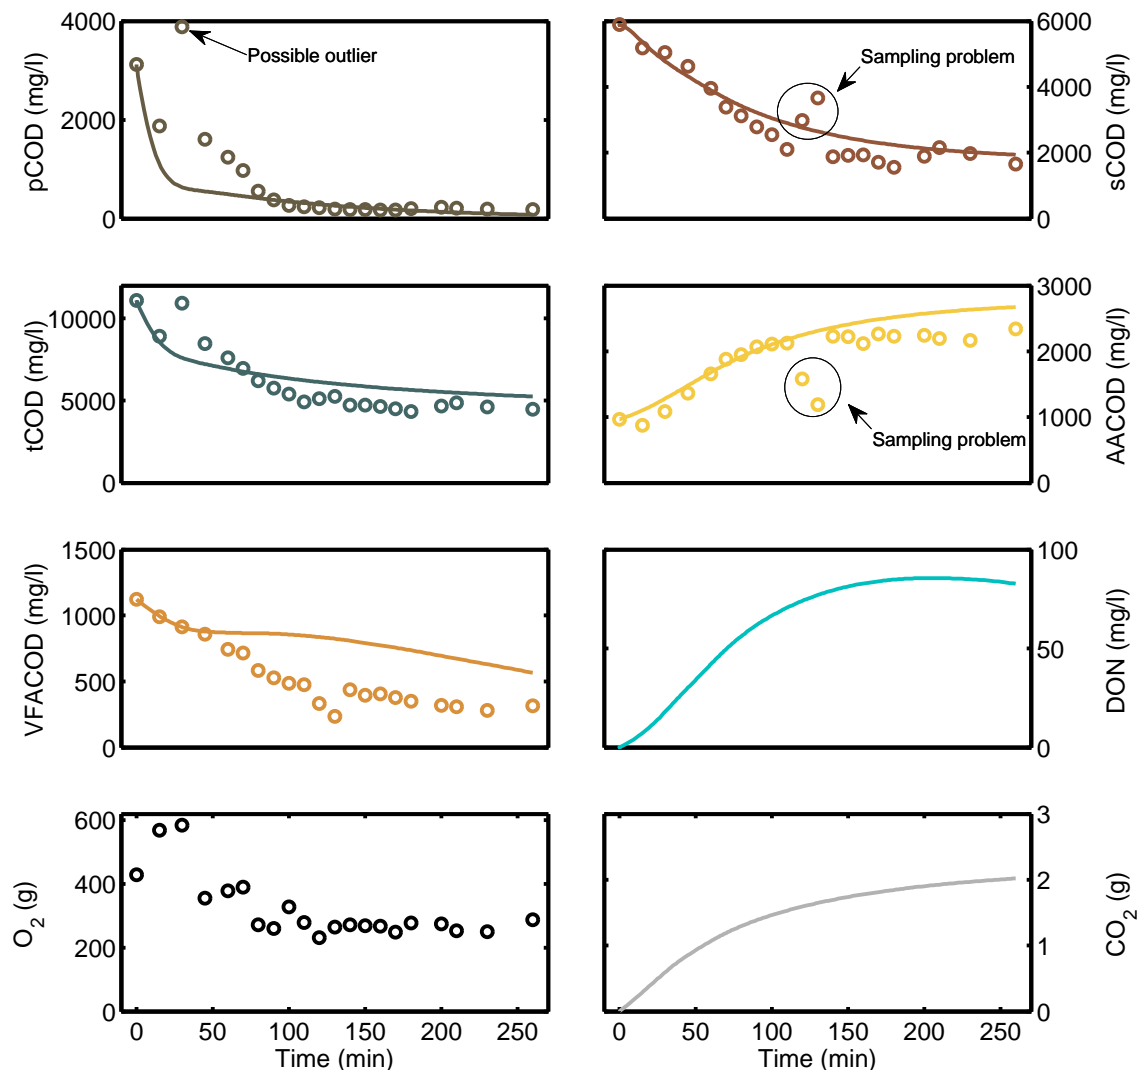 4000
2000
0
pCOD (mg/l)
Possible outlier
6000
4000
2000
0
sCOD (mg/l)
Sampling problem
10000
5000
0
tCOD (mg/l)
3000
2000
1000
0
AACOD (mg/l)
Sampling problem
1500
1000
500
0
VFACOD (mg/l)
100
50
0
DON (mg/l)
600
400
200
0
O2 (g)
0 50 100 150 200 250
Time (min)
3
2
1
0
CO2 (g)
0 50 100 150 200 250
Time (min)